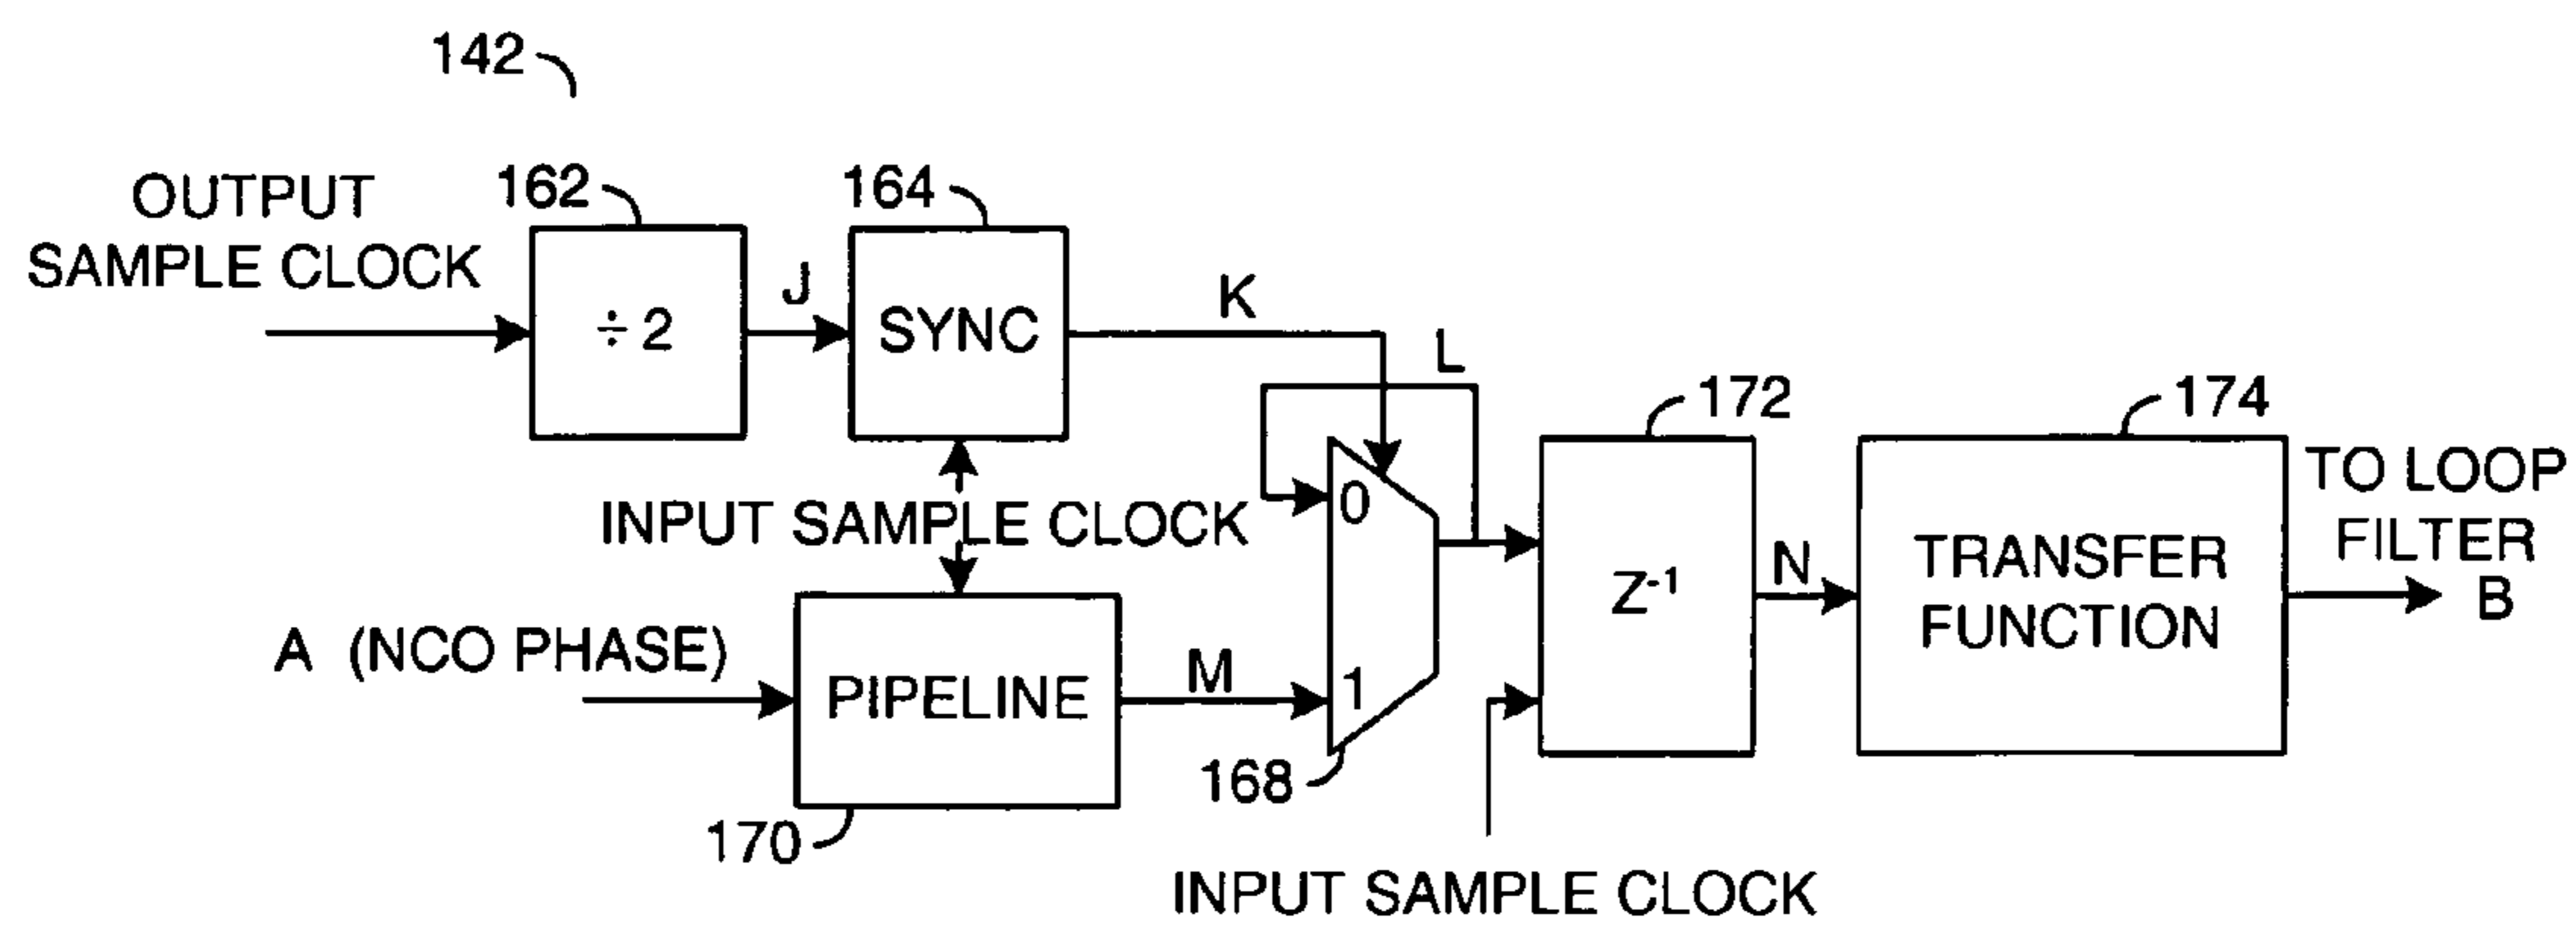 142
OUTPUT
SAMPLE CLOCK
162
÷ 2
J
164
SYNC
K
L
INPUT SAMPLE CLOCK
A (NCO PHASE)
PIPELINE
170
M
0
1
168
172
Z-1
INPUT SAMPLE CLOCK
N
174
TRANSFER
FUNCTION
TO LOOP
FILTER
B